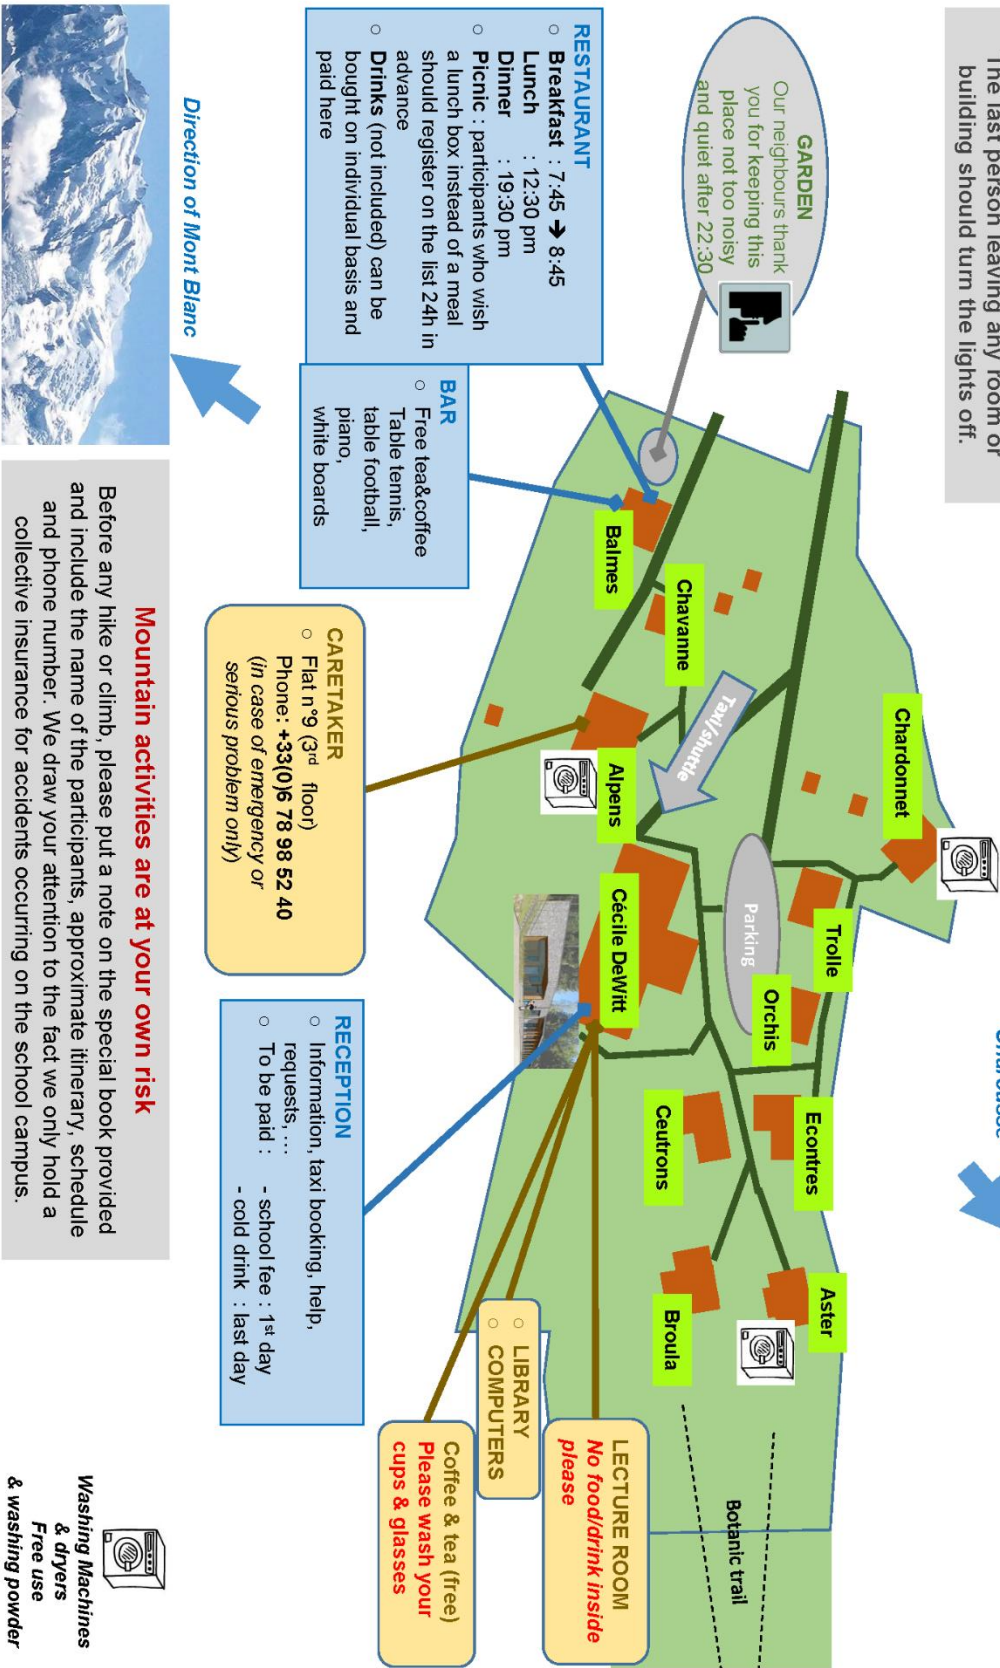 The last person leaving any room or
building should turn the lights off.
GARDEN
Our neighbours thank
you for keeping this
place not too noisy
and quiet after 22:30
RESTAURANT
○ Breakfast : 7:45 → 8:45
Lunch : 12:30 pm
Dinner : 19:30 pm
○ Picnic : participants who wish
a lunch box instead of a meal
should register on the list 24h in
advance
○ Drinks (not included) can be
bought on individual basis and
paid here
BAR
○ Free tea&coffee
Table tennis,
table football,
piano,
white boards
Direction of Mont Blanc
Chardonnet
Trolle
Parking
Orchis
Econtres
Aster
Taxi/shuttle
Chavanne
Balmes
Alpens
Cécile DeWitt
Ceutrons
Broula
Botanic trail
CARETAKER
○ Flat n°9 (3rd floor)
Phone: +33(0)6 78 98 52 40
(in case of emergency or
serious problem only)
RECEPTION
○ Information, taxi booking, help,
requests, …
○ To be paid : - school fee : 1st day
- cold drink : last day
LECTURE ROOM
No food/drink inside
please
○ LIBRARY
○ COMPUTERS
Coffee & tea (free)
Please wash your
cups & glasses
Mountain activities are at your own risk
Before any hike or climb, please put a note on the special book provided
and include the name of the participants, approximate itinerary, schedule
and phone number. We draw your attention to the fact we only hold a
collective insurance for accidents occurring on the school campus.
Washing Machines
& dryers
Free use
& washing powder